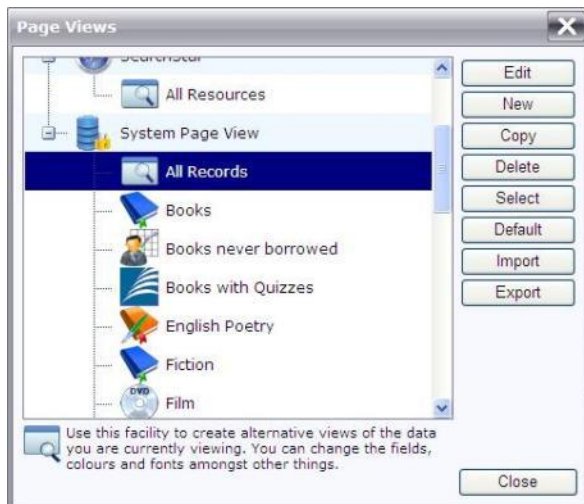 Page Views
SearchStar
All Resources
System Page View
All Records
Books
Books never borrowed
Books with Quizzes
English Poetry
Fiction
DVD
Film
Edit
New
Copy
Delete
Select
Default
Import
Export
Use this facility to create alternative views of the data
you are currently viewing. You can change the fields,
colours and fonts amongst other things.
Close